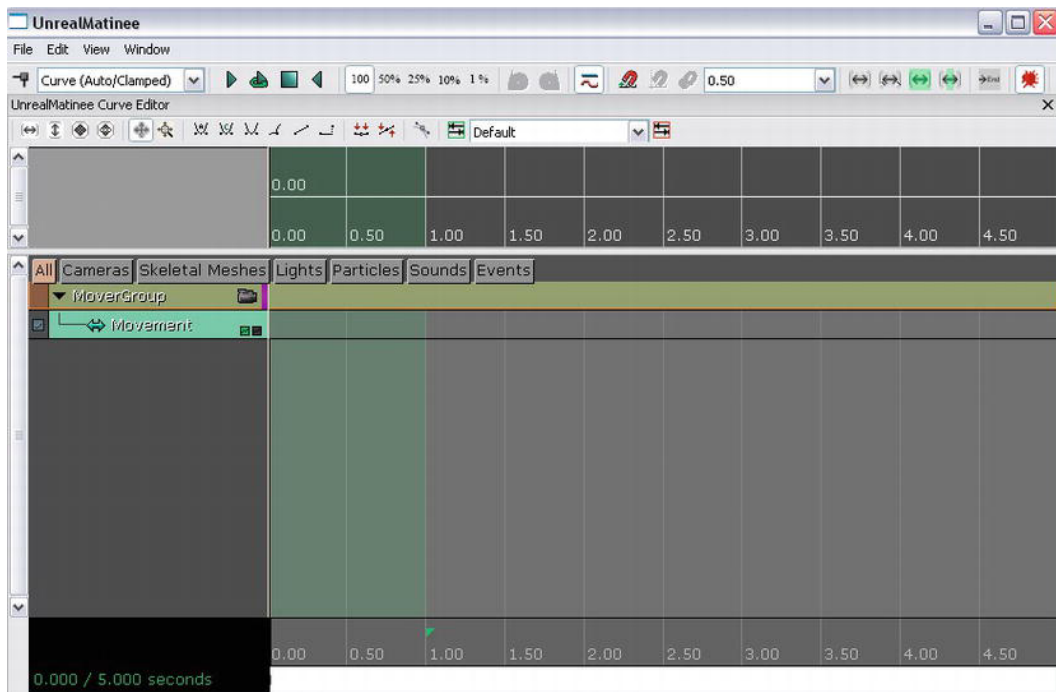 UnrealMatinee
File Edit View Window
Curve (Auto/Clamped) 100 50% 25% 10% 1% 0.50 End
UnrealMatinee Curve Editor
Default
0.00
0.00 0.50 1.00 1.50 2.00 2.50 3.00 3.50 4.00 4.50
All Cameras Skeletal Meshes Lights Particles Sounds Events
MoverGroup
Movement
0.00 0.50 1.00 1.50 2.00 2.50 3.00 3.50 4.00 4.50
0.000 / 5.000 seconds